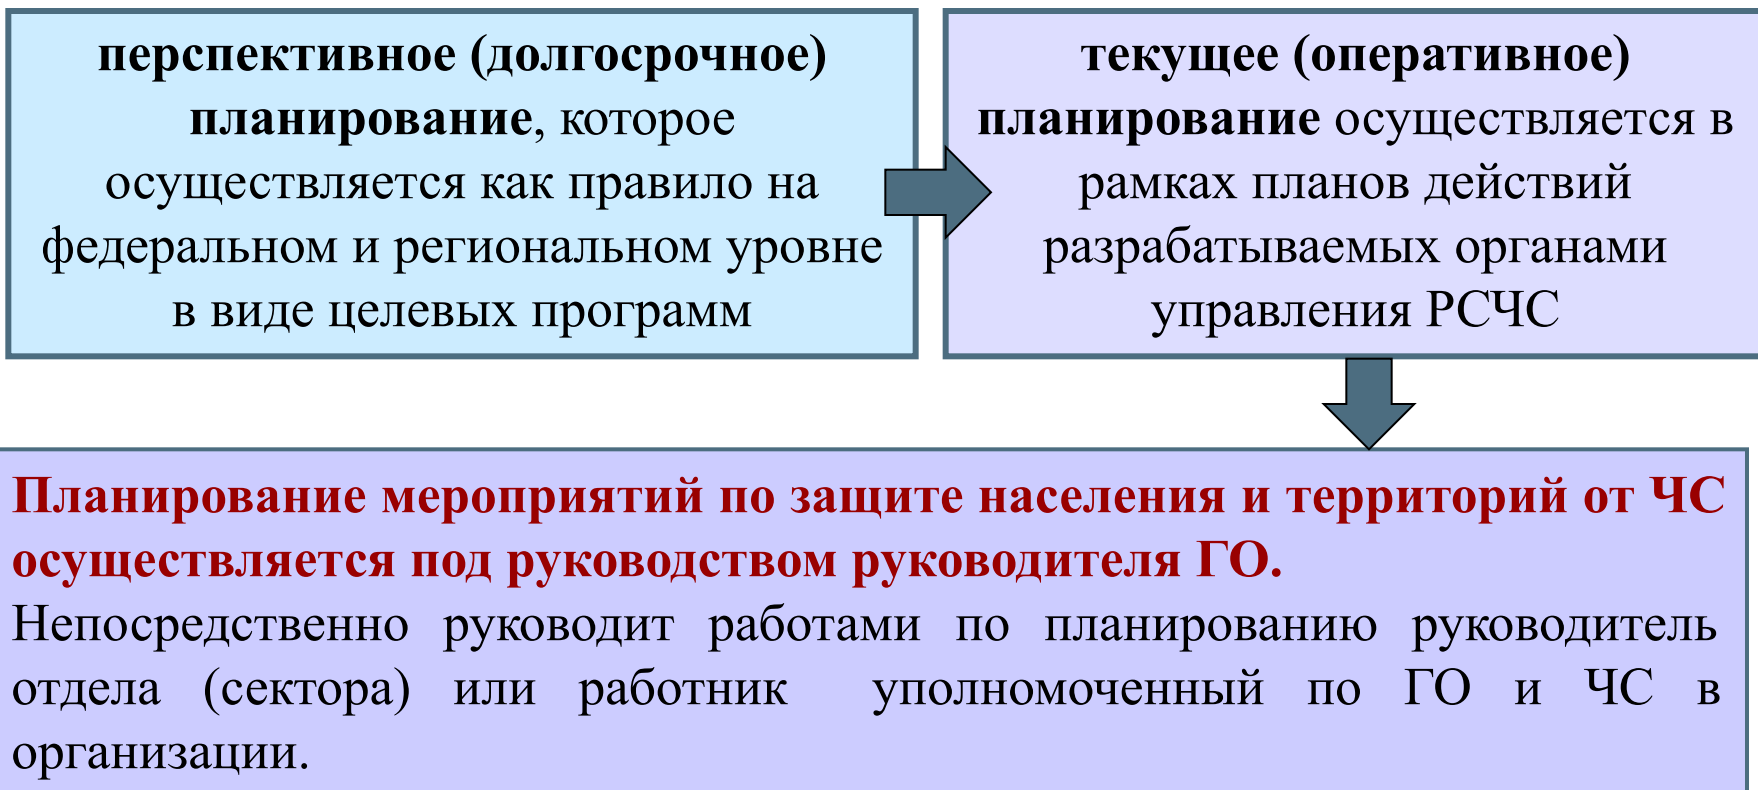 перспективное (долгосрочное)
планирование, которое
осуществляется как правило на
федеральном и региональном уровне
в виде целевых программ
текущее (оперативное)
планирование осуществляется в
рамках планов действий
разрабатываемых органами
управления РСЧС
Планирование мероприятий по защите населения и территорий от ЧС
осуществляется под руководством руководителя ГО.
Непосредственно руководит работами по планированию руководитель
отдела (сектора) или работник уполномоченный по ГО и ЧС в
организации.